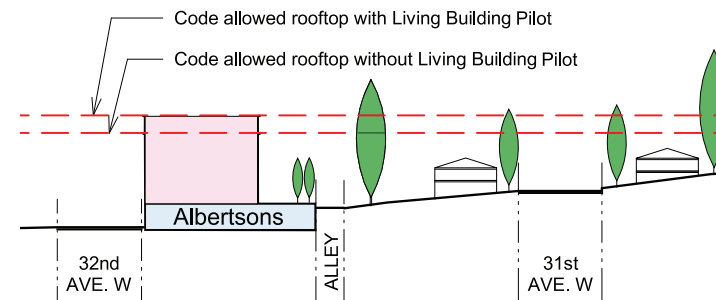 Code allowed rooftop with Living Building Pilot
Code allowed rooftop without Living Building Pilot
Albertsons
32nd
AVE. W
ALLEY
31st
AVE. W